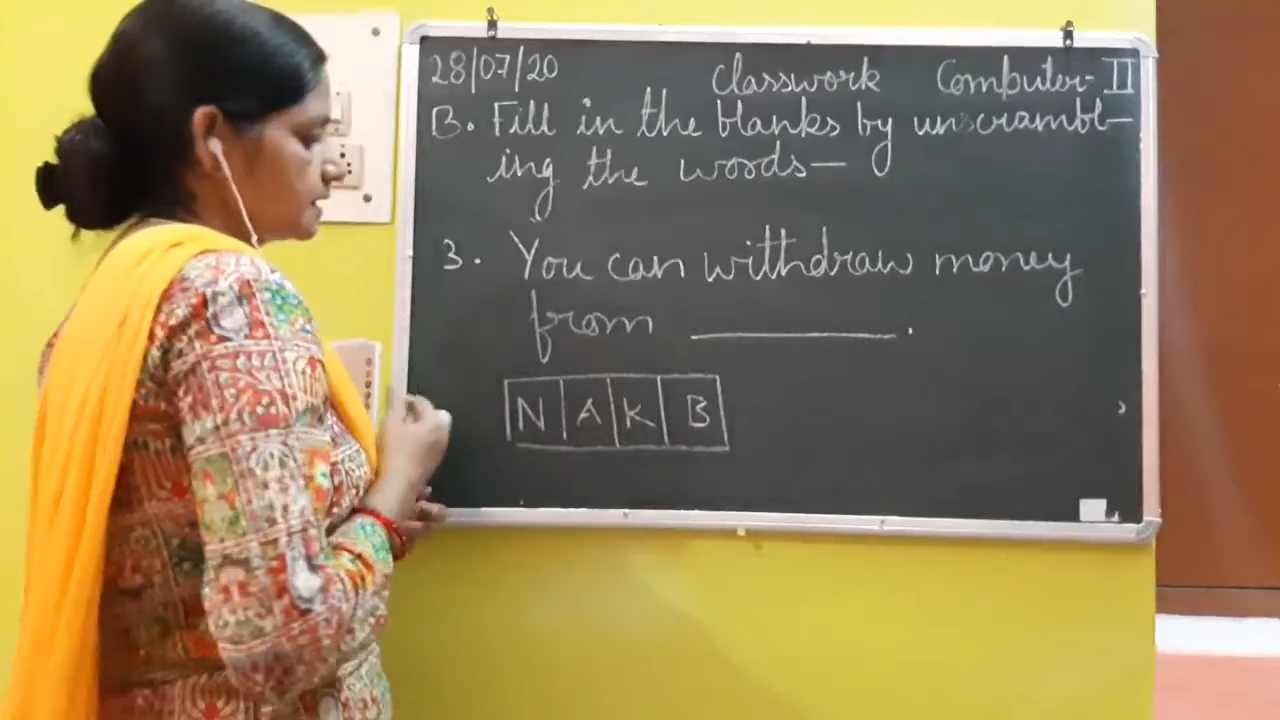 28/07/20 Classwork Computer-II
B. Fill in the blanks by unscrambl-
ing the words—
3. You can withdraw money
from ________.
N A K B